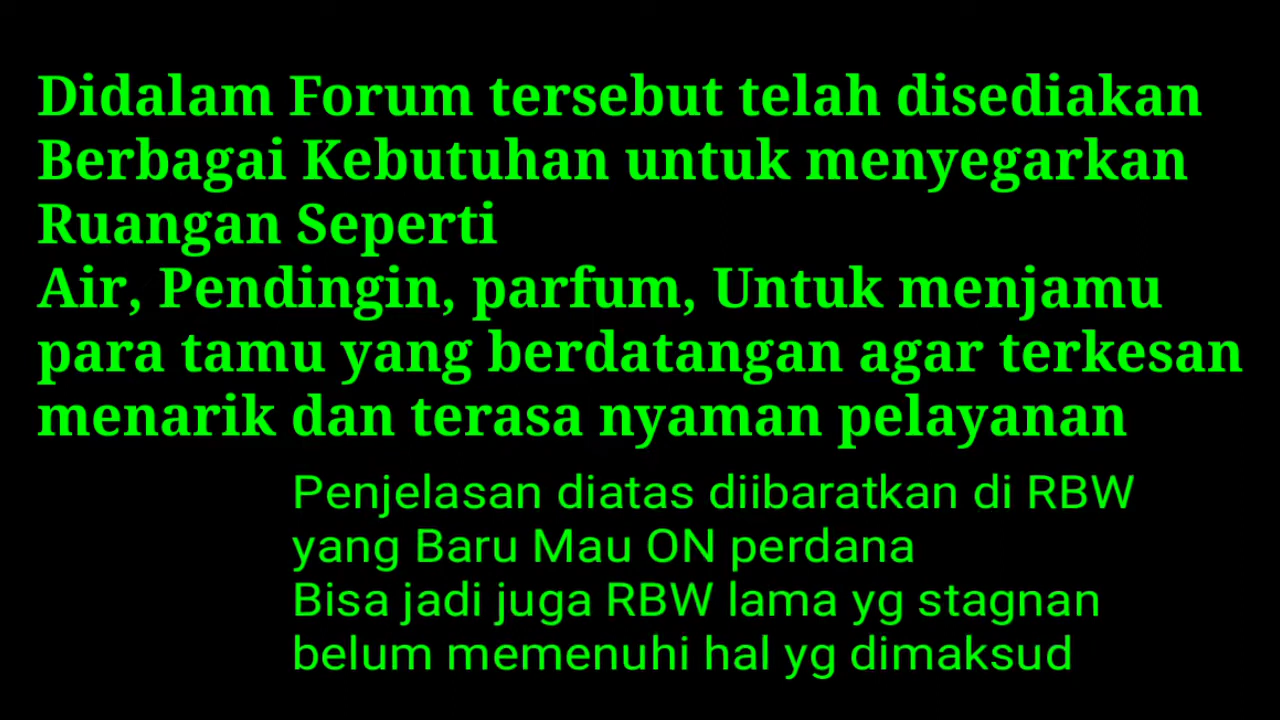 Didalam Forum tersebut telah disediakan
Berbagai Kebutuhan untuk menyegarkan
Ruangan Seperti
Air, Pendingin, parfum, Untuk menjamu
para tamu yang berdatangan agar terkesan
menarik dan terasa nyaman pelayanan
Penjelasan diatas diibaratkan di RBW
yang Baru Mau ON perdana
Bisa jadi juga RBW lama yg stagnan
belum memenuhi hal yg dimaksud